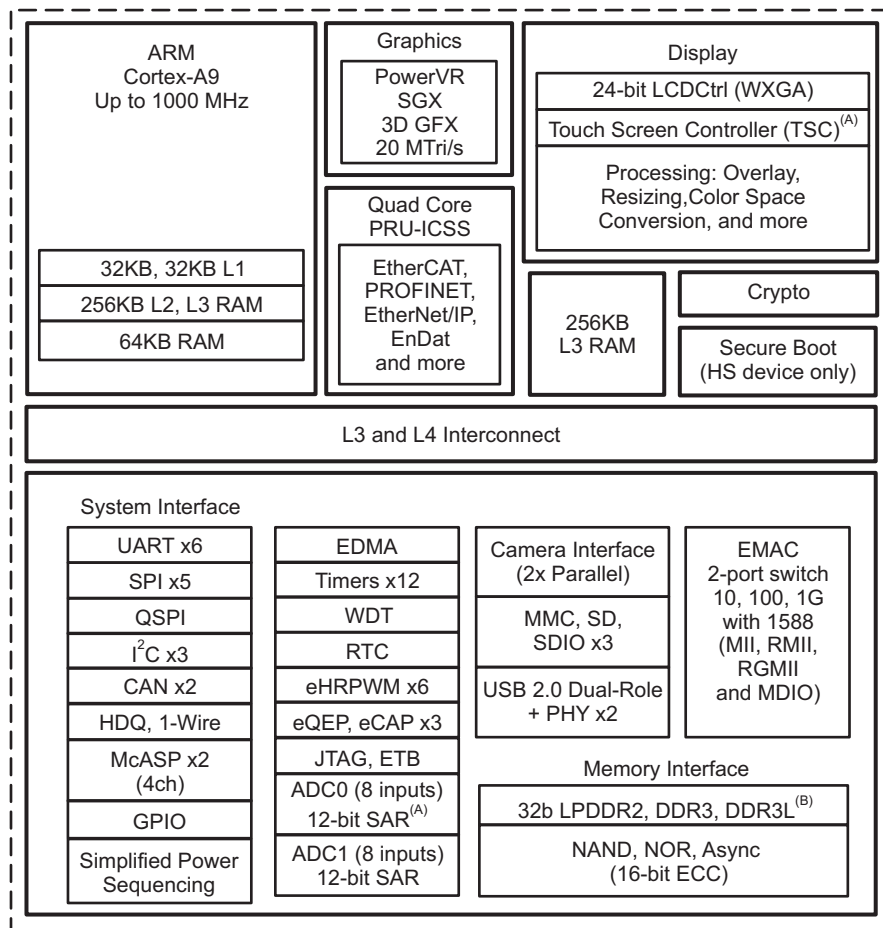 ARM
Cortex-A9
Up to 1000 MHz
32KB, 32KB L1
256KB L2, L3 RAM
64KB RAM
Graphics
PowerVR
SGX
3D GFX
20 MTri/s
Quad Core
PRU-ICSS
EtherCAT,
PROFINET,
EtherNet/IP,
EnDat
and more
Display
24-bit LCDCtrl (WXGA)
Touch Screen Controller (TSC)(A)
Processing: Overlay,
Resizing,Color Space
Conversion, and more
256KB
L3 RAM
Crypto
Secure Boot
(HS device only)
L3 and L4 Interconnect
System Interface
UART x6
SPI x5
QSPI
I2C x3
CAN x2
HDQ, 1-Wire
McASP x2
(4ch)
GPIO
Simplified Power
Sequencing
EDMA
Timers x12
WDT
RTC
eHRPWM x6
eQEP, eCAP x3
JTAG, ETB
ADC0 (8 inputs)
12-bit SAR(A)
ADC1 (8 inputs)
12-bit SAR
Camera Interface
(2x Parallel)
MMC, SD,
SDIO x3
USB 2.0 Dual-Role
+ PHY x2
EMAC
2-port switch
10, 100, 1G
with 1588
(MII, RMII,
RGMII
and MDIO)
Memory Interface
32b LPDDR2, DDR3, DDR3L(B)
NAND, NOR, Async
(16-bit ECC)